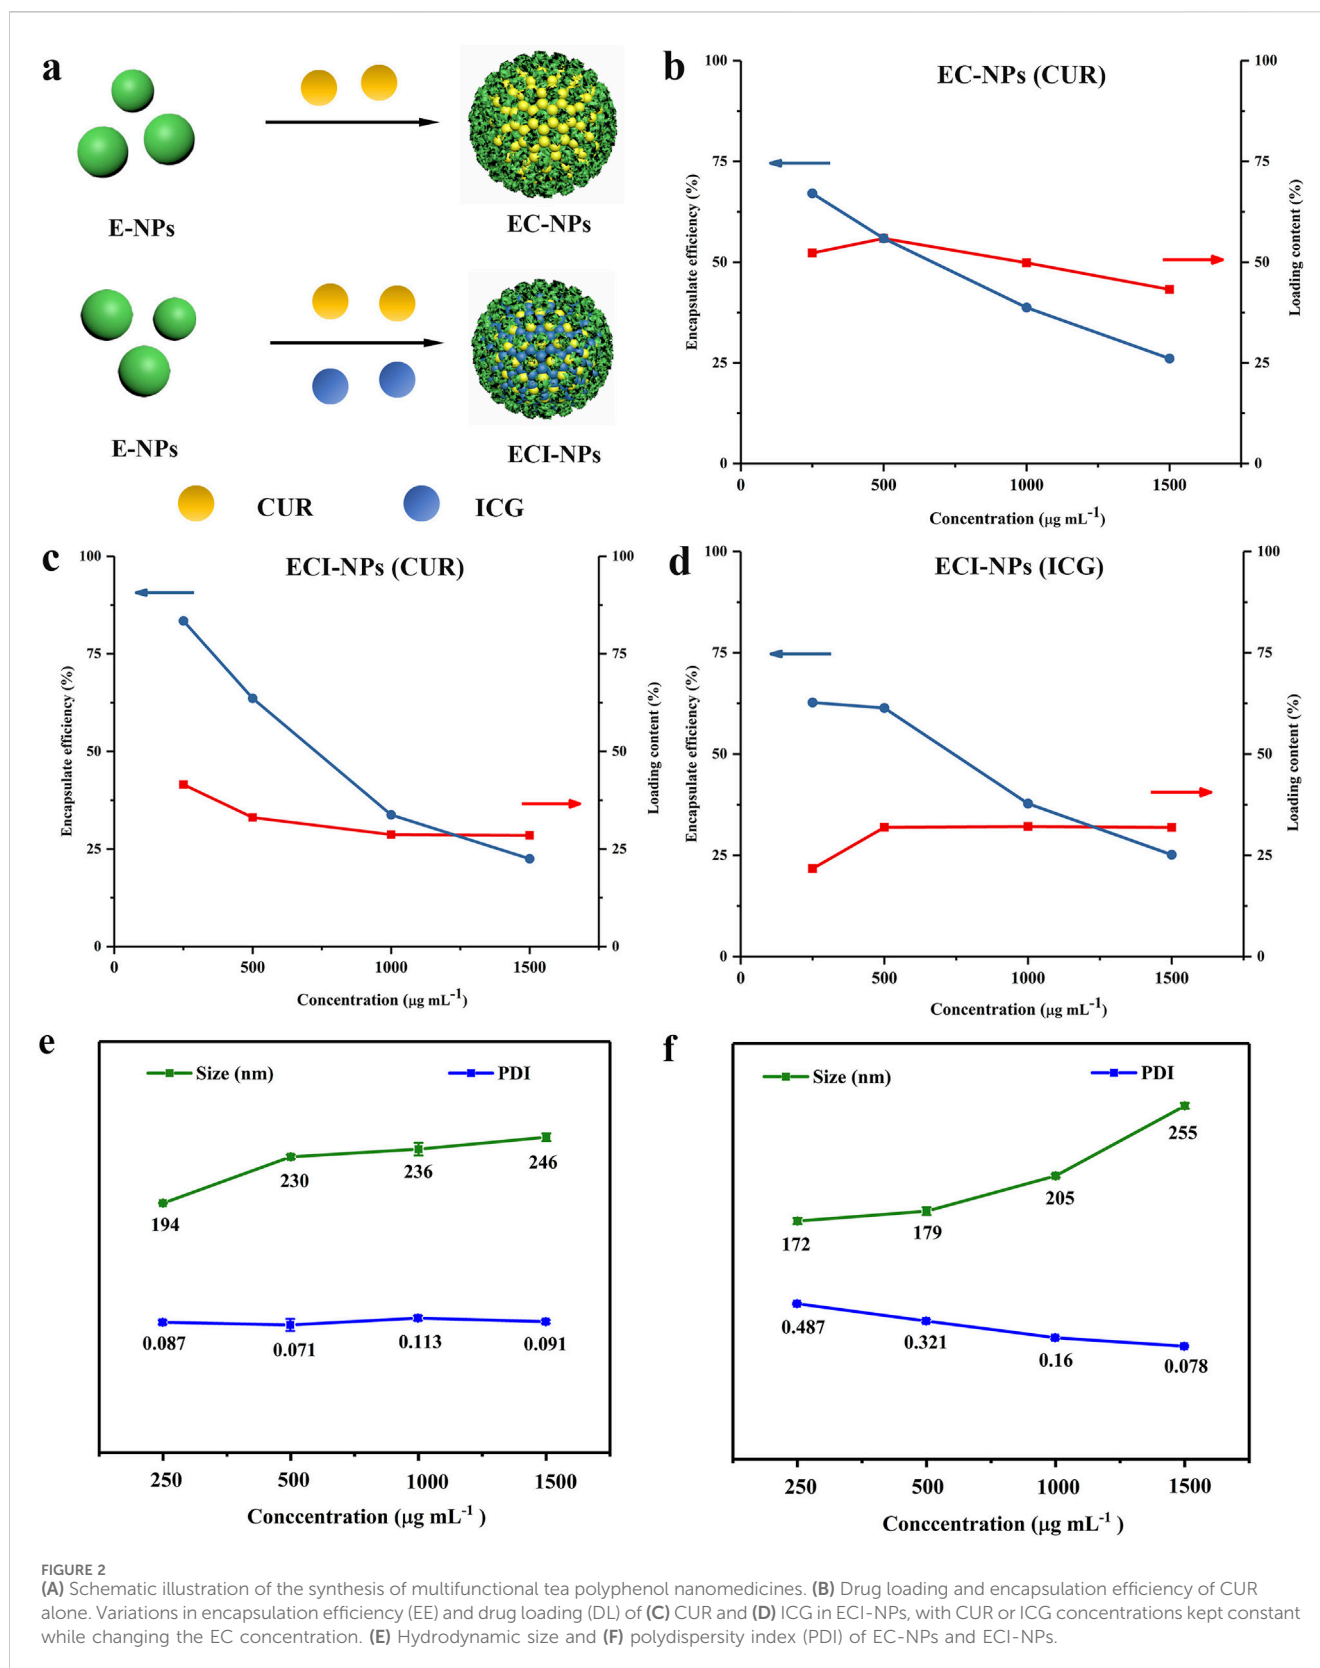 a
E-NPs
EC-NPs
E-NPs
ECI-NPs
CUR
ICG
b
EC-NPs (CUR)
100
75
50
25
0
Encapsulate efficiency (%)
100
75
50
25
0
Loading content (%)
0 500 1000 1500
Concentration (µg mL-1)
c
ECI-NPs (CUR)
100
75
50
25
0
Encapsulate efficiency (%)
100
75
50
25
0
Loading content (%)
0 500 1000 1500
Concentration (µg mL-1)
d
ECI-NPs (ICG)
100
75
50
25
0
Encapsulate efficiency (%)
100
75
50
25
0
Loading content (%)
0 500 1000 1500
Concentration (µg mL-1)
e
Size (nm) PDI
194 230 236 246
0.087 0.071 0.113 0.091
250 500 1000 1500
Conccentration (µg mL-1 )
f
Size (nm) PDI
172 179 205 255
0.487 0.321 0.16 0.078
250 500 1000 1500
Conccentration (µg mL-1 )
FIGURE 2
(A) Schematic illustration of the synthesis of multifunctional tea polyphenol nanomedicines. (B) Drug loading and encapsulation efficiency of CUR
alone. Variations in encapsulation efficiency (EE) and drug loading (DL) of (C) CUR and (D) ICG in ECI-NPs, with CUR or ICG concentrations kept constant
while changing the EC concentration. (E) Hydrodynamic size and (F) polydispersity index (PDI) of EC-NPs and ECI-NPs.